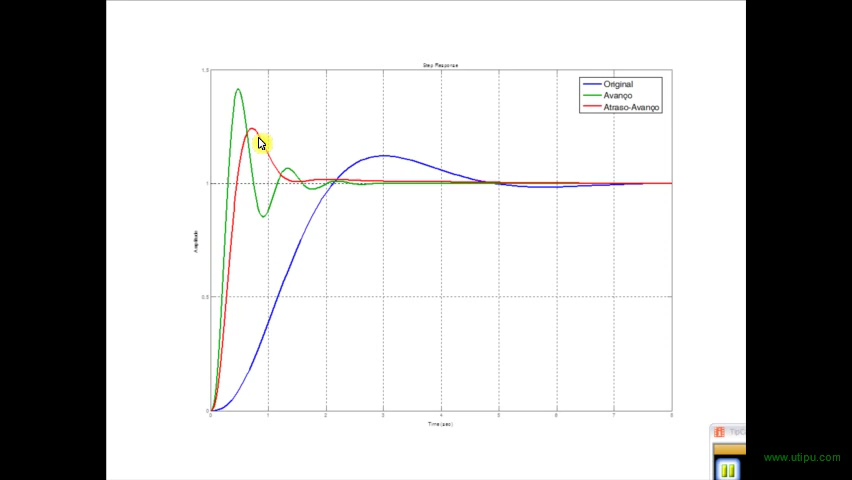 Step Response
1.5
Original
Avanço
Atraso-Avanço
1
Amplitude
0.5
0
0 1 2 3 4 5 6 7 8
Time (sec)
www.utipu.com